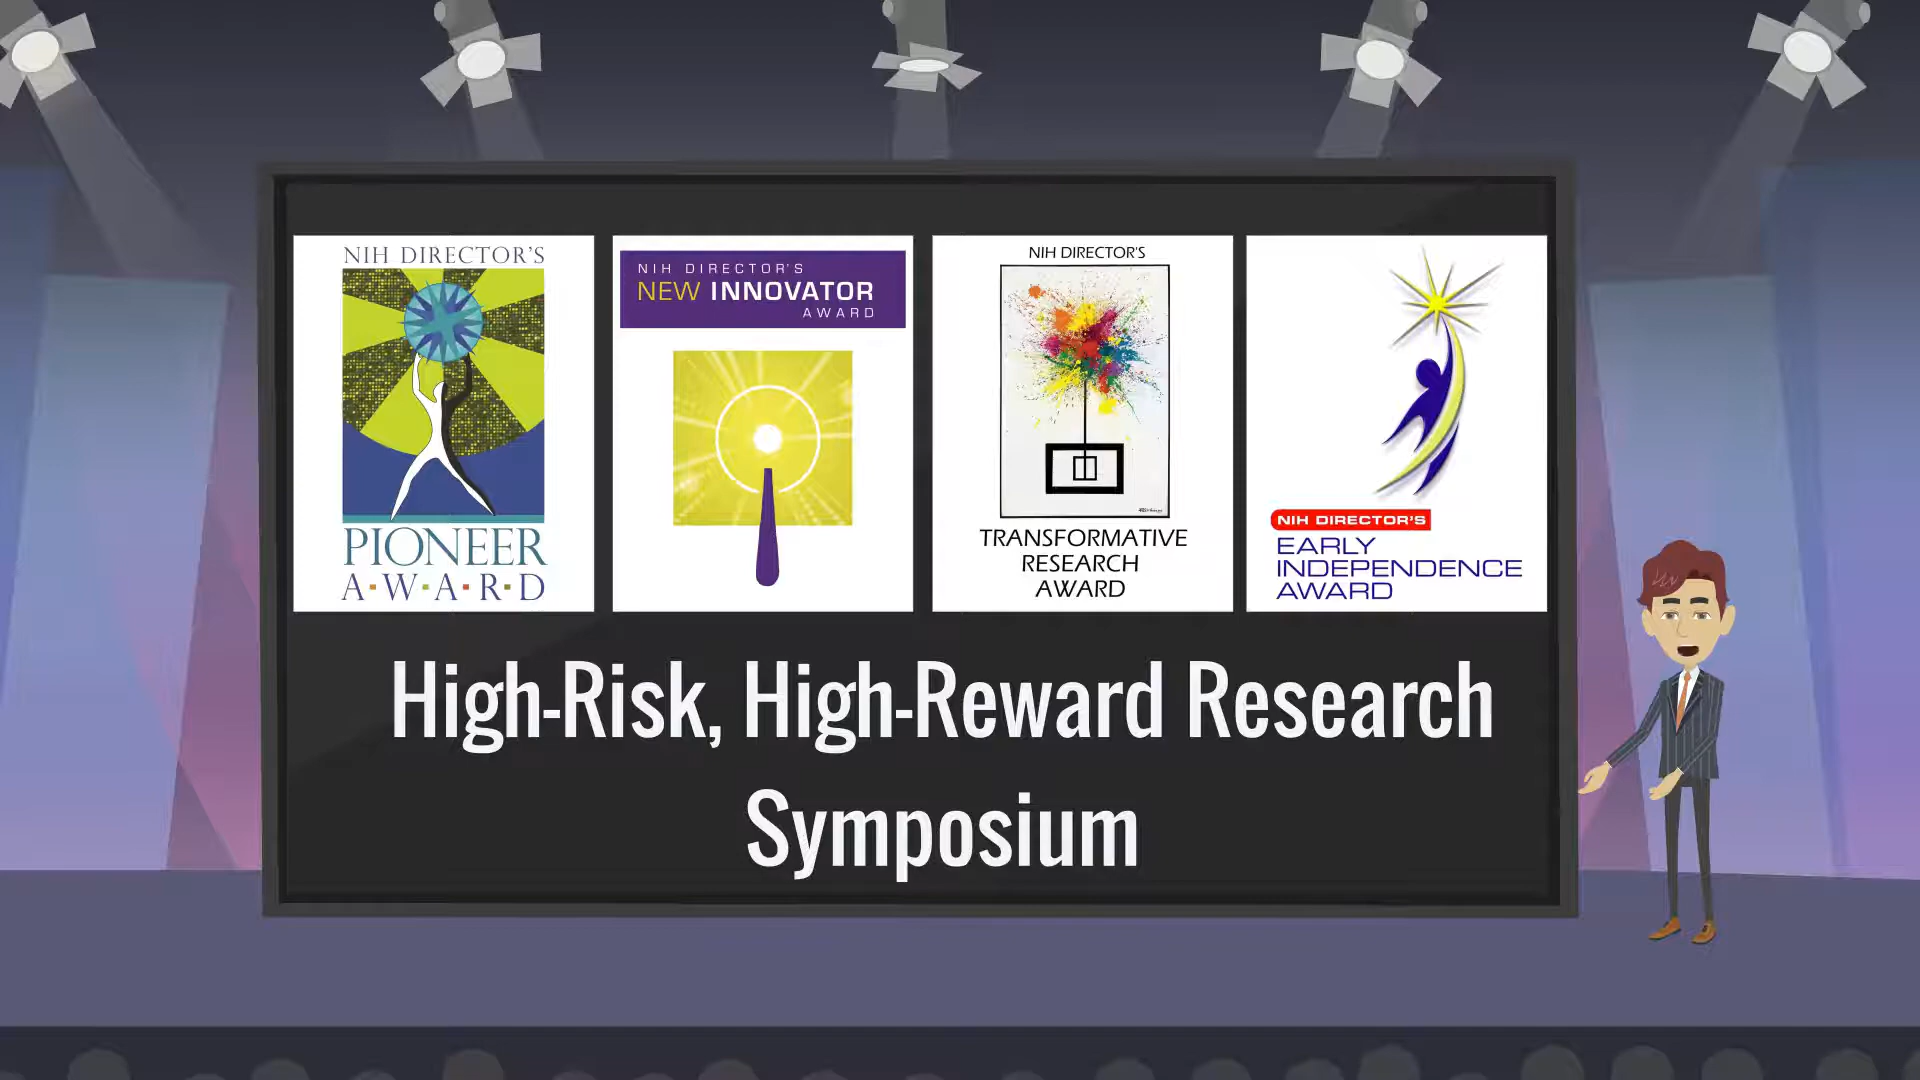 NIH DIRECTOR'S
PIONEER
A·W·A·R·D
NIH DIRECTOR'S
NEW INNOVATOR
AWARD
NIH DIRECTOR'S
TRANSFORMATIVE
RESEARCH
AWARD
NIH DIRECTOR'S
EARLY
INDEPENDENCE
AWARD
High-Risk, High-Reward Research
Symposium